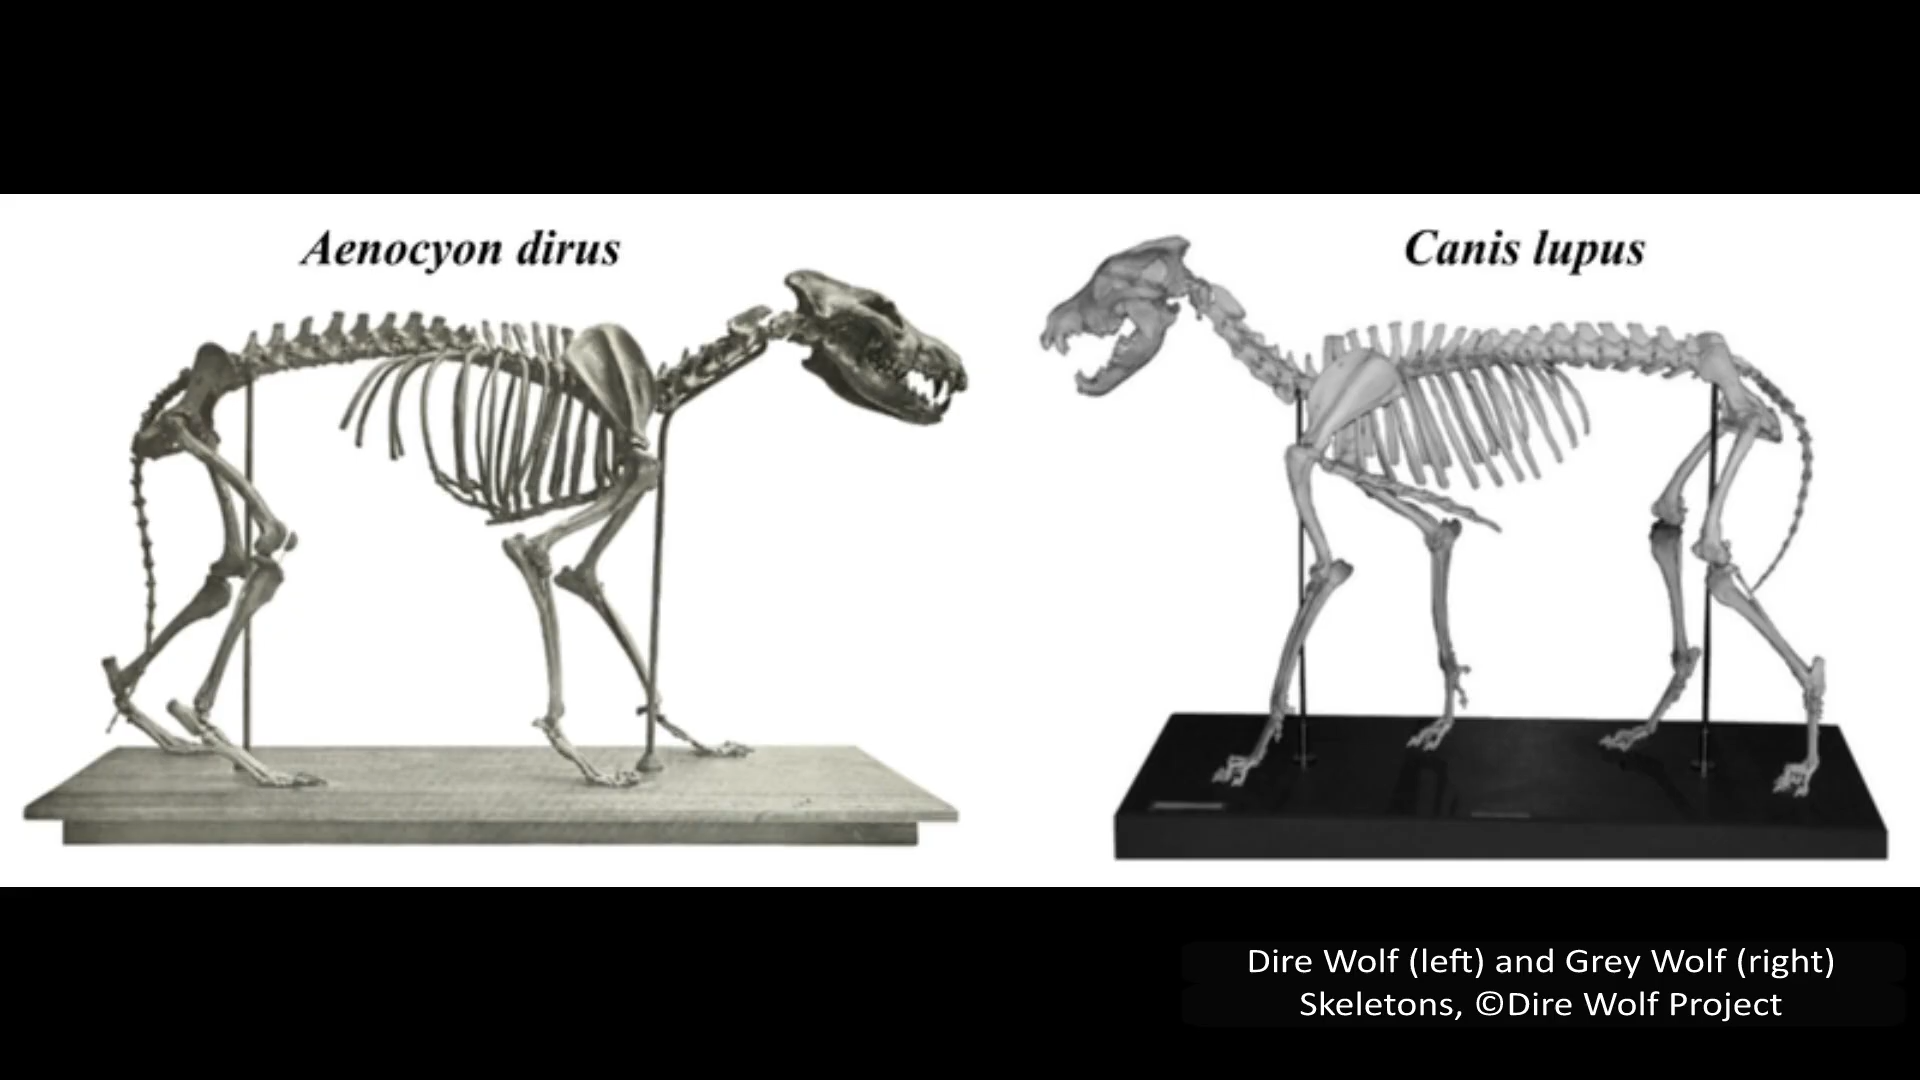 Aenocyon dirus
Canis lupus
Dire Wolf (left) and Grey Wolf (right)
Skeletons, ©Dire Wolf Project